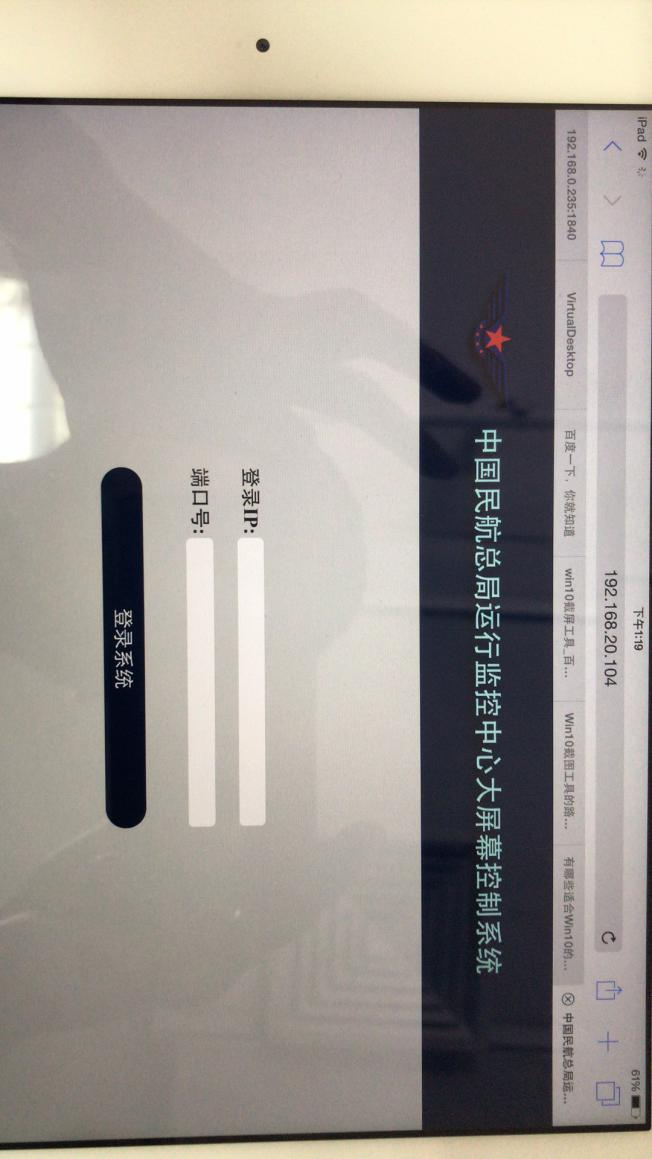 iPad
下午1:19
61%
192.168.20.104
192.168.0.235:1840
VirtualDesktop
百度一下，你就知道
win10截屏工具_百...
Win10截图工具的路...
有哪些适合Win10的...
中国民航总局运...
中国民航总局运行监控中心大屏幕控制系统
登录IP:
端口号:
登录系统